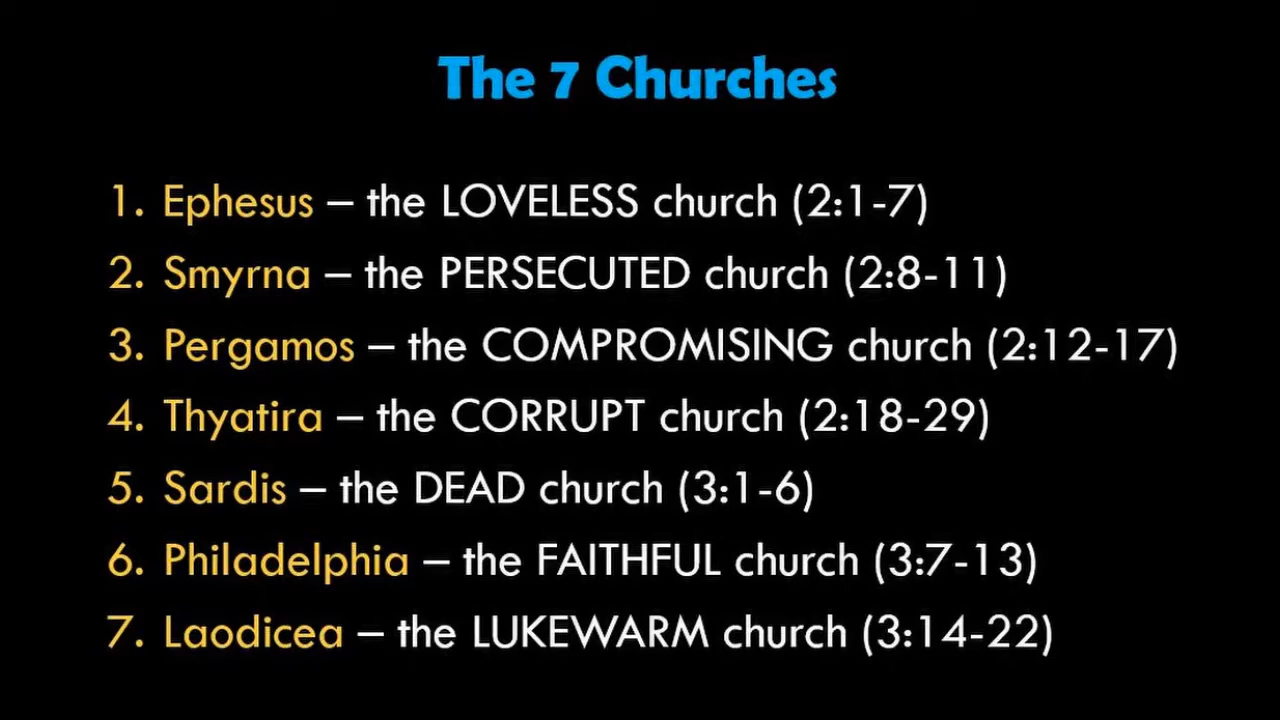 The 7 Churches
1. Ephesus – the LOVELESS church (2:1-7)
2. Smyrna – the PERSECUTED church (2:8-11)
3. Pergamos – the COMPROMISING church (2:12-17)
4. Thyatira – the CORRUPT church (2:18-29)
5. Sardis – the DEAD church (3:1-6)
6. Philadelphia – the FAITHFUL church (3:7-13)
7. Laodicea – the LUKEWARM church (3:14-22)